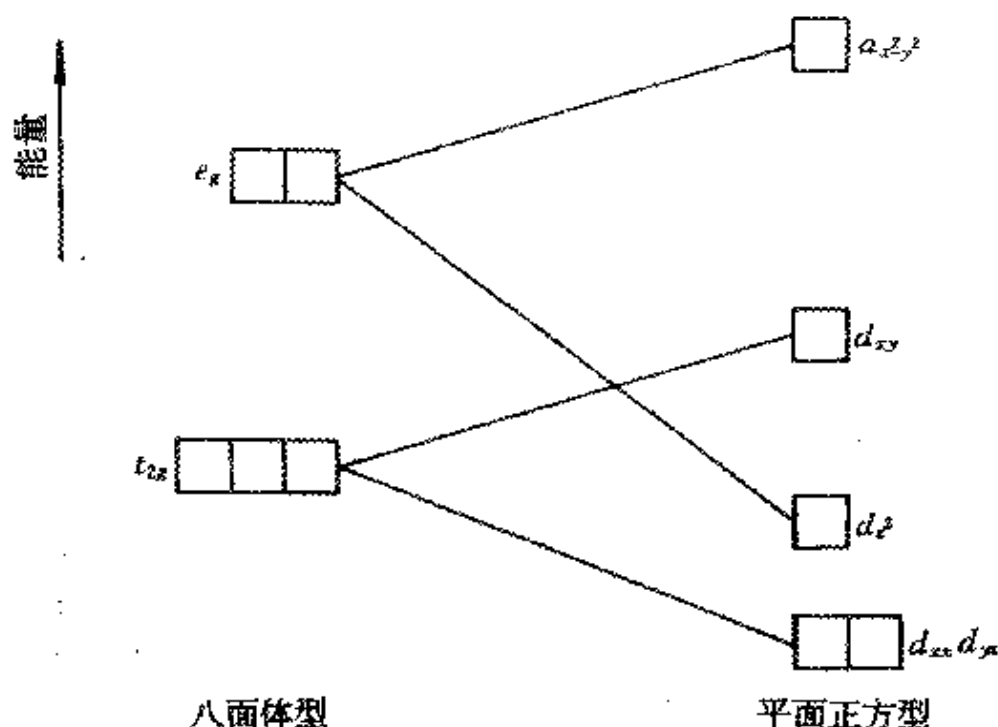 能量
a_{x^2-y^2}
e_g
d_{xy}
t_{2g}
d_{z^2}
d_{xz} d_{yz}
八面体型
平面正方型